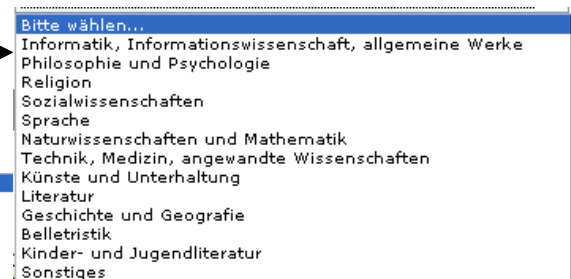 Bitte wählen...
Informatik, Informationswissenschaft, allgemeine Werke
Philosophie und Psychologie
Religion
Sozialwissenschaften
Sprache
Naturwissenschaften und Mathematik
Technik, Medizin, angewandte Wissenschaften
Künste und Unterhaltung
Literatur
Geschichte und Geografie
Belletristik
Kinder- und Jugendliteratur
Sonstiges